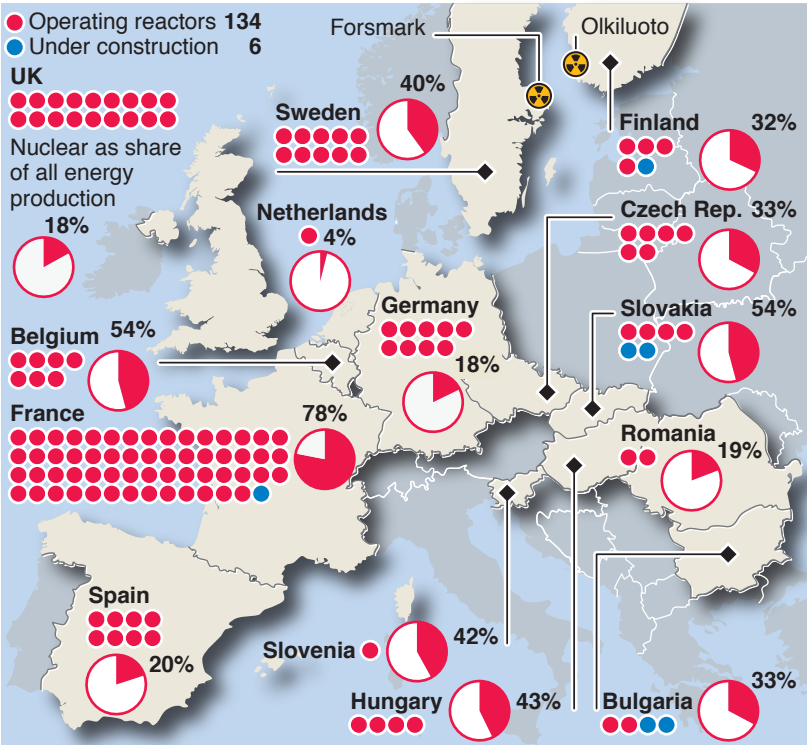 Operating reactors 134
Under construction 6
Forsmark
Olkiluoto
UK
Nuclear as share
of all energy
production
18%
Sweden
40%
Finland
32%
Netherlands
4%
Czech Rep. 33%
Germany
18%
Slovakia
54%
Belgium 54%
France
78%
Romania
19%
Spain
20%
Slovenia
42%
Hungary
43%
Bulgaria
33%